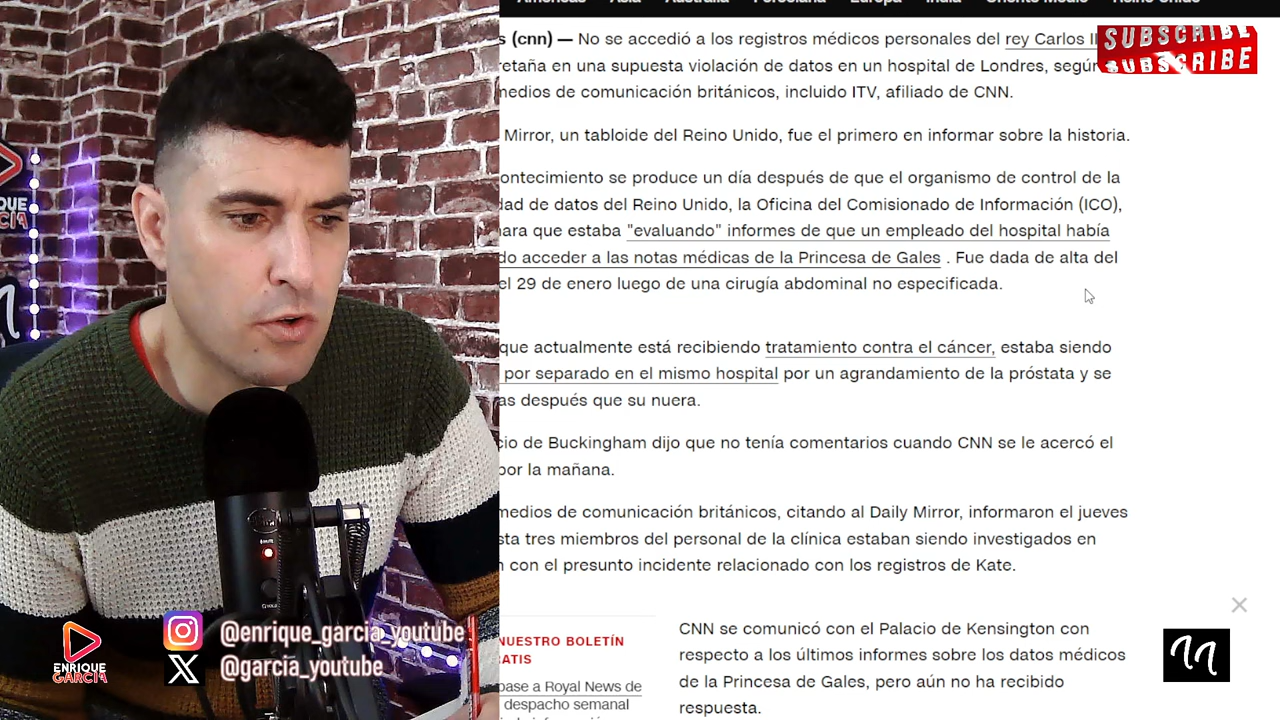 Américas Asia Australia Porcelana Europa India Oriente Medio Reino Unido
s (cnn) — No se accedió a los registros médicos personales del rey Carlos
SUBSCRIBE
SUBSCRIBE
retaña en una supuesta violación de datos en un hospital de Londres, según
medios de comunicación británicos, incluido ITV, afiliado de CNN.
Mirror, un tabloide del Reino Unido, fue el primero en informar sobre la historia.
ontecimiento se produce un día después de que el organismo de control de la
dad de datos del Reino Unido, la Oficina del Comisionado de Información (ICO),
ara que estaba "evaluando" informes de que un empleado del hospital había
do acceder a las notas médicas de la Princesa de Gales . Fue dada de alta del
el 29 de enero luego de una cirugía abdominal no especificada.
que actualmente está recibiendo tratamiento contra el cáncer, estaba siendo
por separado en el mismo hospital por un agrandamiento de la próstata y se
as después que su nuera.
cio de Buckingham dijo que no tenía comentarios cuando CNN se le acercó el
por la mañana.
medios de comunicación británicos, citando al Daily Mirror, informaron el jueves
sta tres miembros del personal de la clínica estaban siendo investigados en
n con el presunto incidente relacionado con los registros de Kate.
NUESTRO BOLETÍN
ATIS
base a Royal News de
despacho semanal
CNN se comunicó con el Palacio de Kensington con
respecto a los últimos informes sobre los datos médicos
de la Princesa de Gales, pero aún no ha recibido
respuesta.
@enrique_garcia_youtube
@garcia_youtube
ENRIQUE
GARCIA